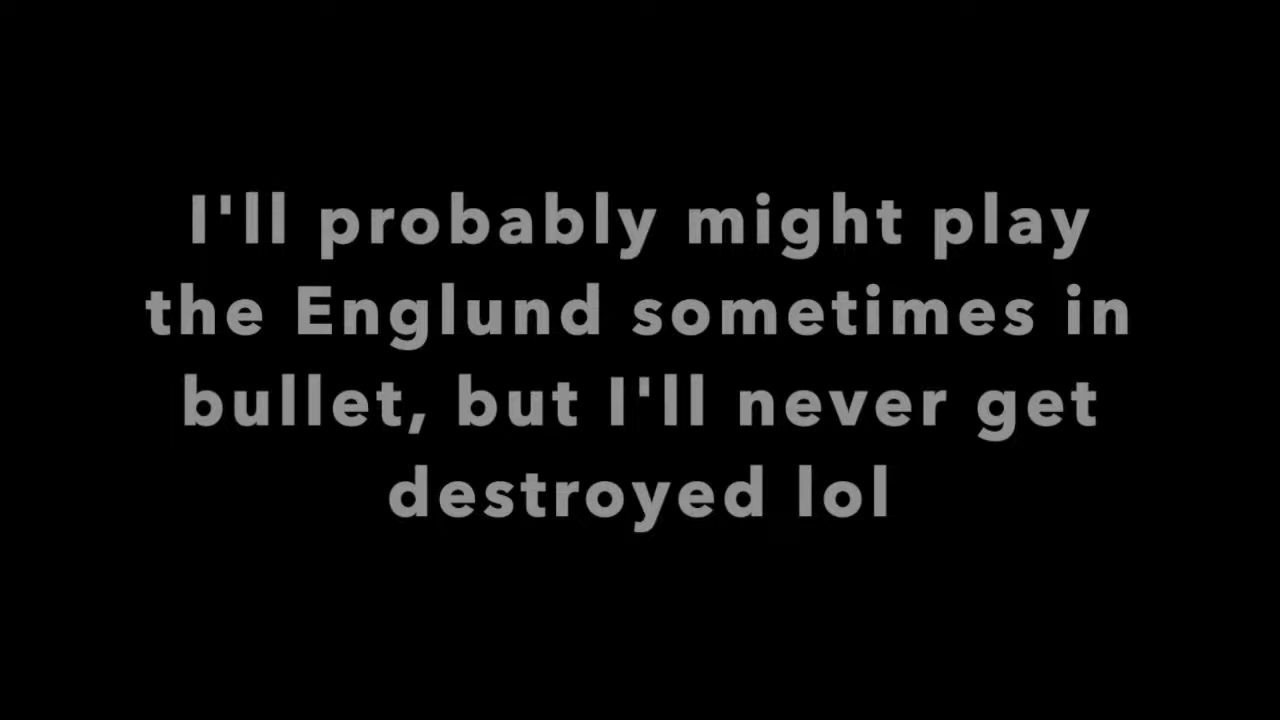 I'll probably might play
the Englund sometimes in
bullet, but I'll never get
destroyed lol